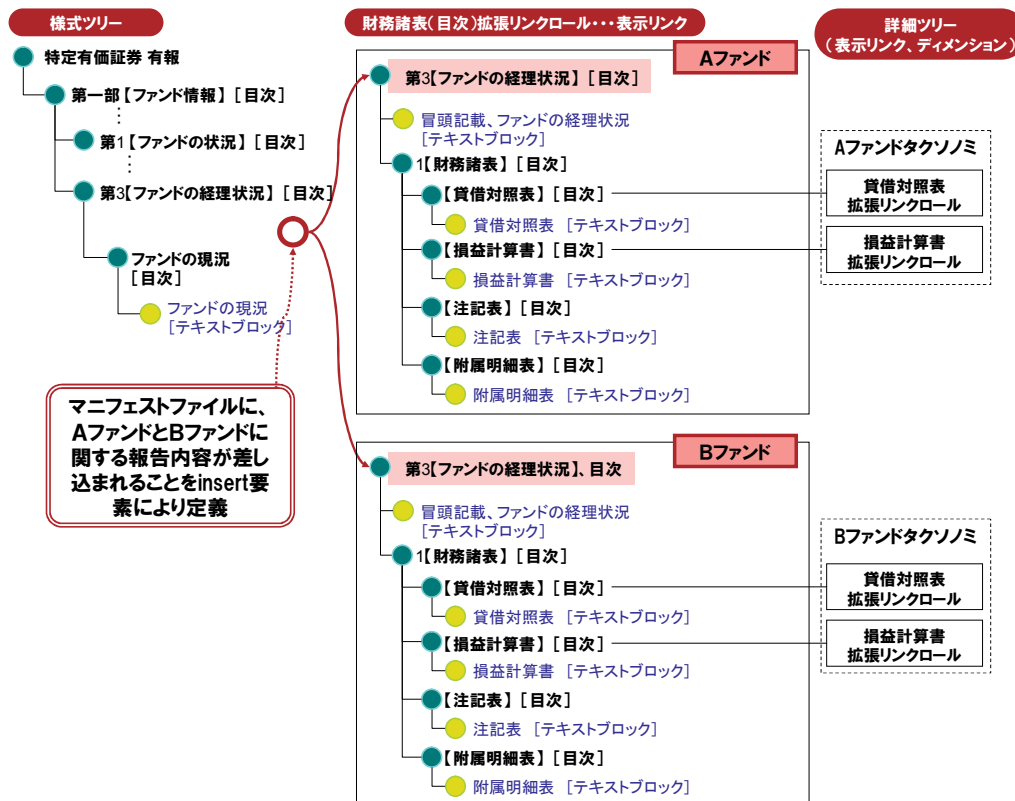 様式ツリー
特定有価証券 有報
第一部【ファンド情報】［目次］
⋮
第1【ファンドの状況】［目次］
⋮
第3【ファンドの経理状況】［目次］
ファンドの現況
［目次］
ファンドの現況
［テキストブロック］
マニフェストファイルに、
AファンドとBファンドに
関する報告内容が差し
込まれることをinsert要
素により定義
財務諸表（目次）拡張リンクロール・・・表示リンク
Aファンド
第3【ファンドの経理状況】［目次］
冒頭記載、ファンドの経理状況
［テキストブロック］
1【財務諸表】［目次］
【貸借対照表】［目次］
貸借対照表 ［テキストブロック］
【損益計算書】［目次］
損益計算書 ［テキストブロック］
【注記表】［目次］
注記表 ［テキストブロック］
【附属明細表】［目次］
附属明細表 ［テキストブロック］
Bファンド
第3【ファンドの経理状況】、目次
冒頭記載、ファンドの経理状況
［テキストブロック］
1【財務諸表】［目次］
【貸借対照表】［目次］
貸借対照表 ［テキストブロック］
【損益計算書】［目次］
損益計算書 ［テキストブロック］
【注記表】［目次］
注記表 ［テキストブロック］
【附属明細表】［目次］
附属明細表 ［テキストブロック］
詳細ツリー
（表示リンク、ディメンション）
Aファンドタクソノミ
貸借対照表
拡張リンクロール
損益計算書
拡張リンクロール
Bファンドタクソノミ
貸借対照表
拡張リンクロール
損益計算書
拡張リンクロール